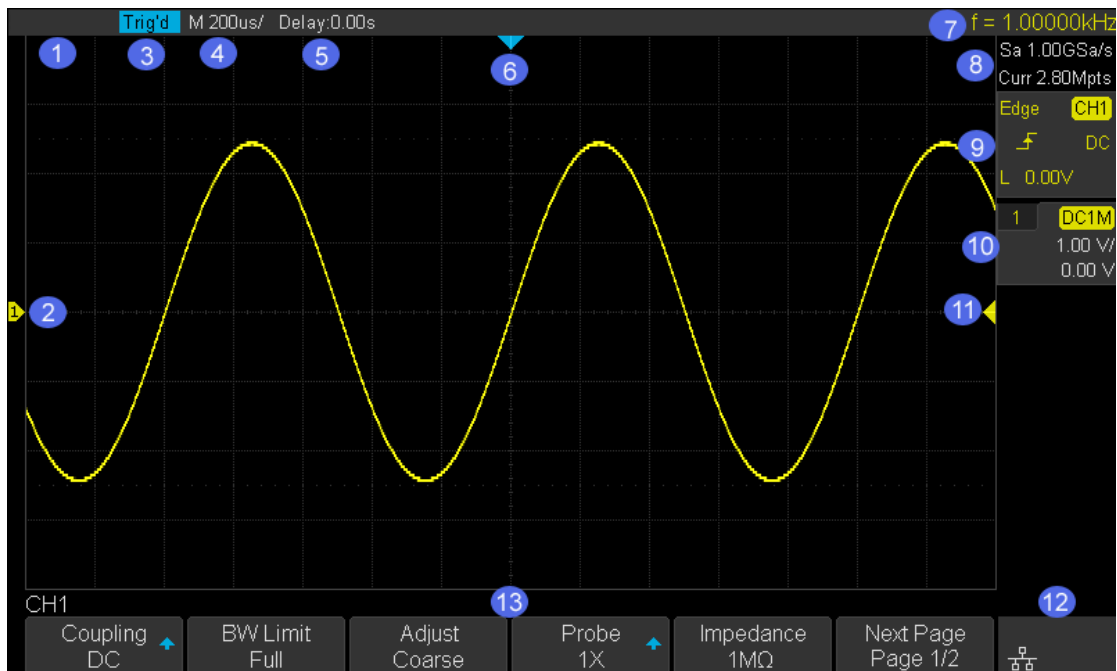 Trig'd M 200us/ Delay:0.00s 7 f = 1.00000kHz
1 3 4 5 6 8 Sa 1.00GSa/s
Curr 2.80Mpts
Edge CH1
9 DC
L 0.00V
1 DC1M
10 1.00 V/
0.00 V
1 2 11
CH1 13 12
Coupling BW Limit Adjust Probe Impedance Next Page
DC Full Coarse 1X 1MΩ Page 1/2